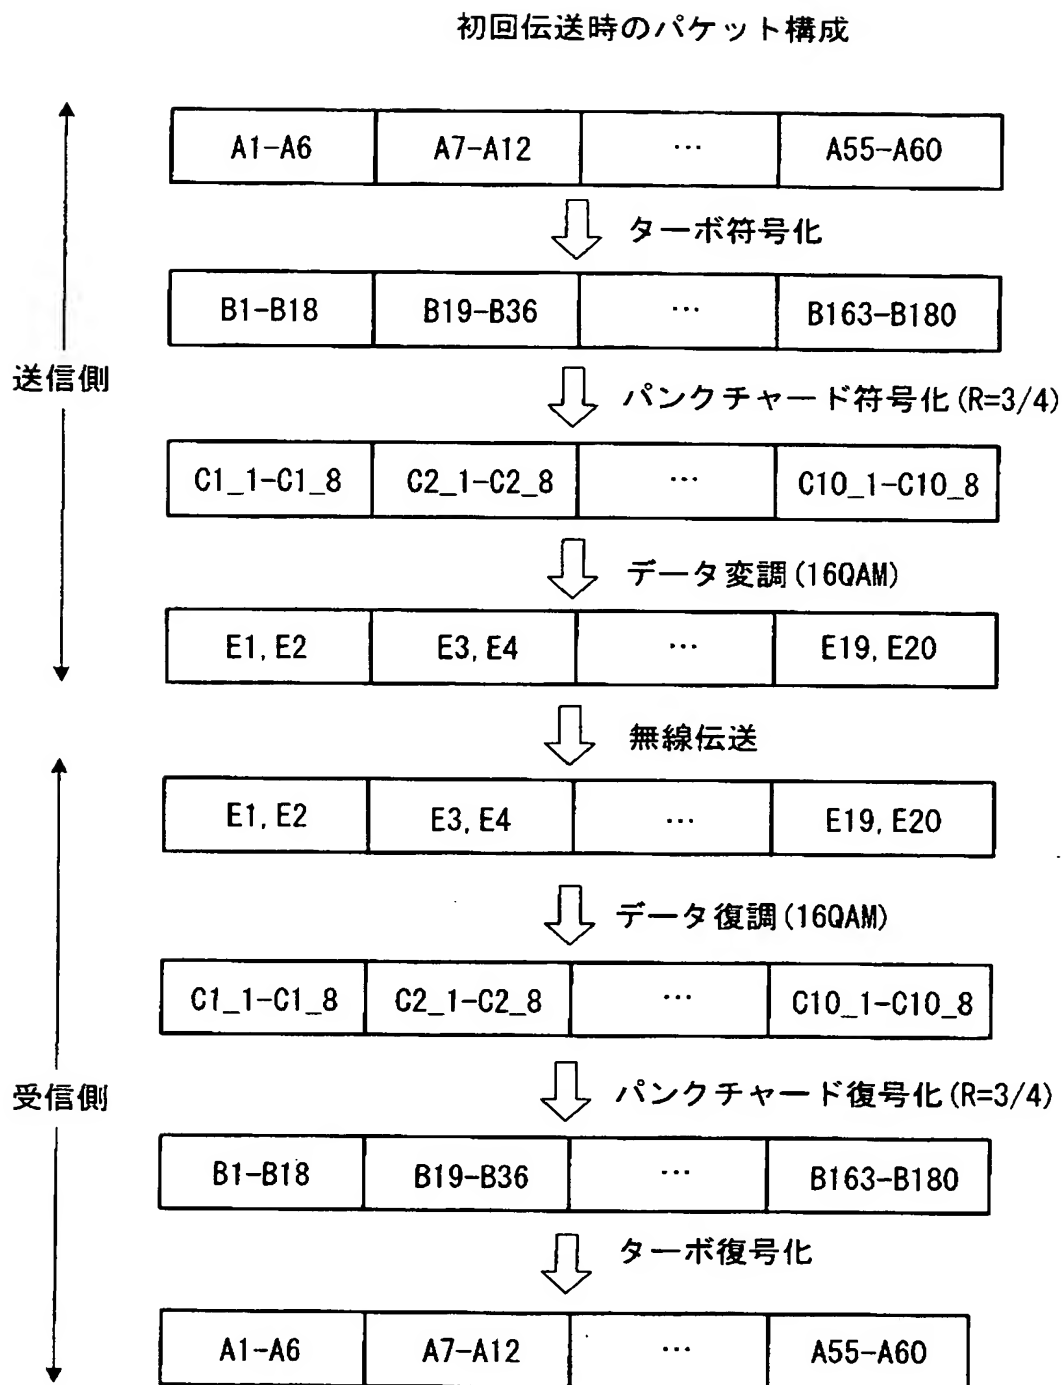 初回伝送時のパケット構成
A1-A6 A7-A12 … A55-A60
ターボ符号化
B1-B18 B19-B36 … B163-B180
送信側
パンクチャード符号化(R=3/4)
C1_1-C1_8 C2_1-C2_8 … C10_1-C10_8
データ変調(16QAM)
E1, E2 E3, E4 … E19, E20
無線伝送
E1, E2 E3, E4 … E19, E20
データ復調(16QAM)
C1_1-C1_8 C2_1-C2_8 … C10_1-C10_8
受信側
パンクチャード復号化(R=3/4)
B1-B18 B19-B36 … B163-B180
ターボ復号化
A1-A6 A7-A12 … A55-A60